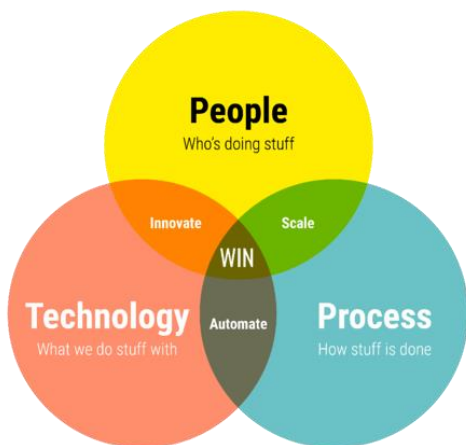 People
Who's doing stuff
Innovate
Scale
WIN
Technology
What we do stuff with
Automate
Process
How stuff is done